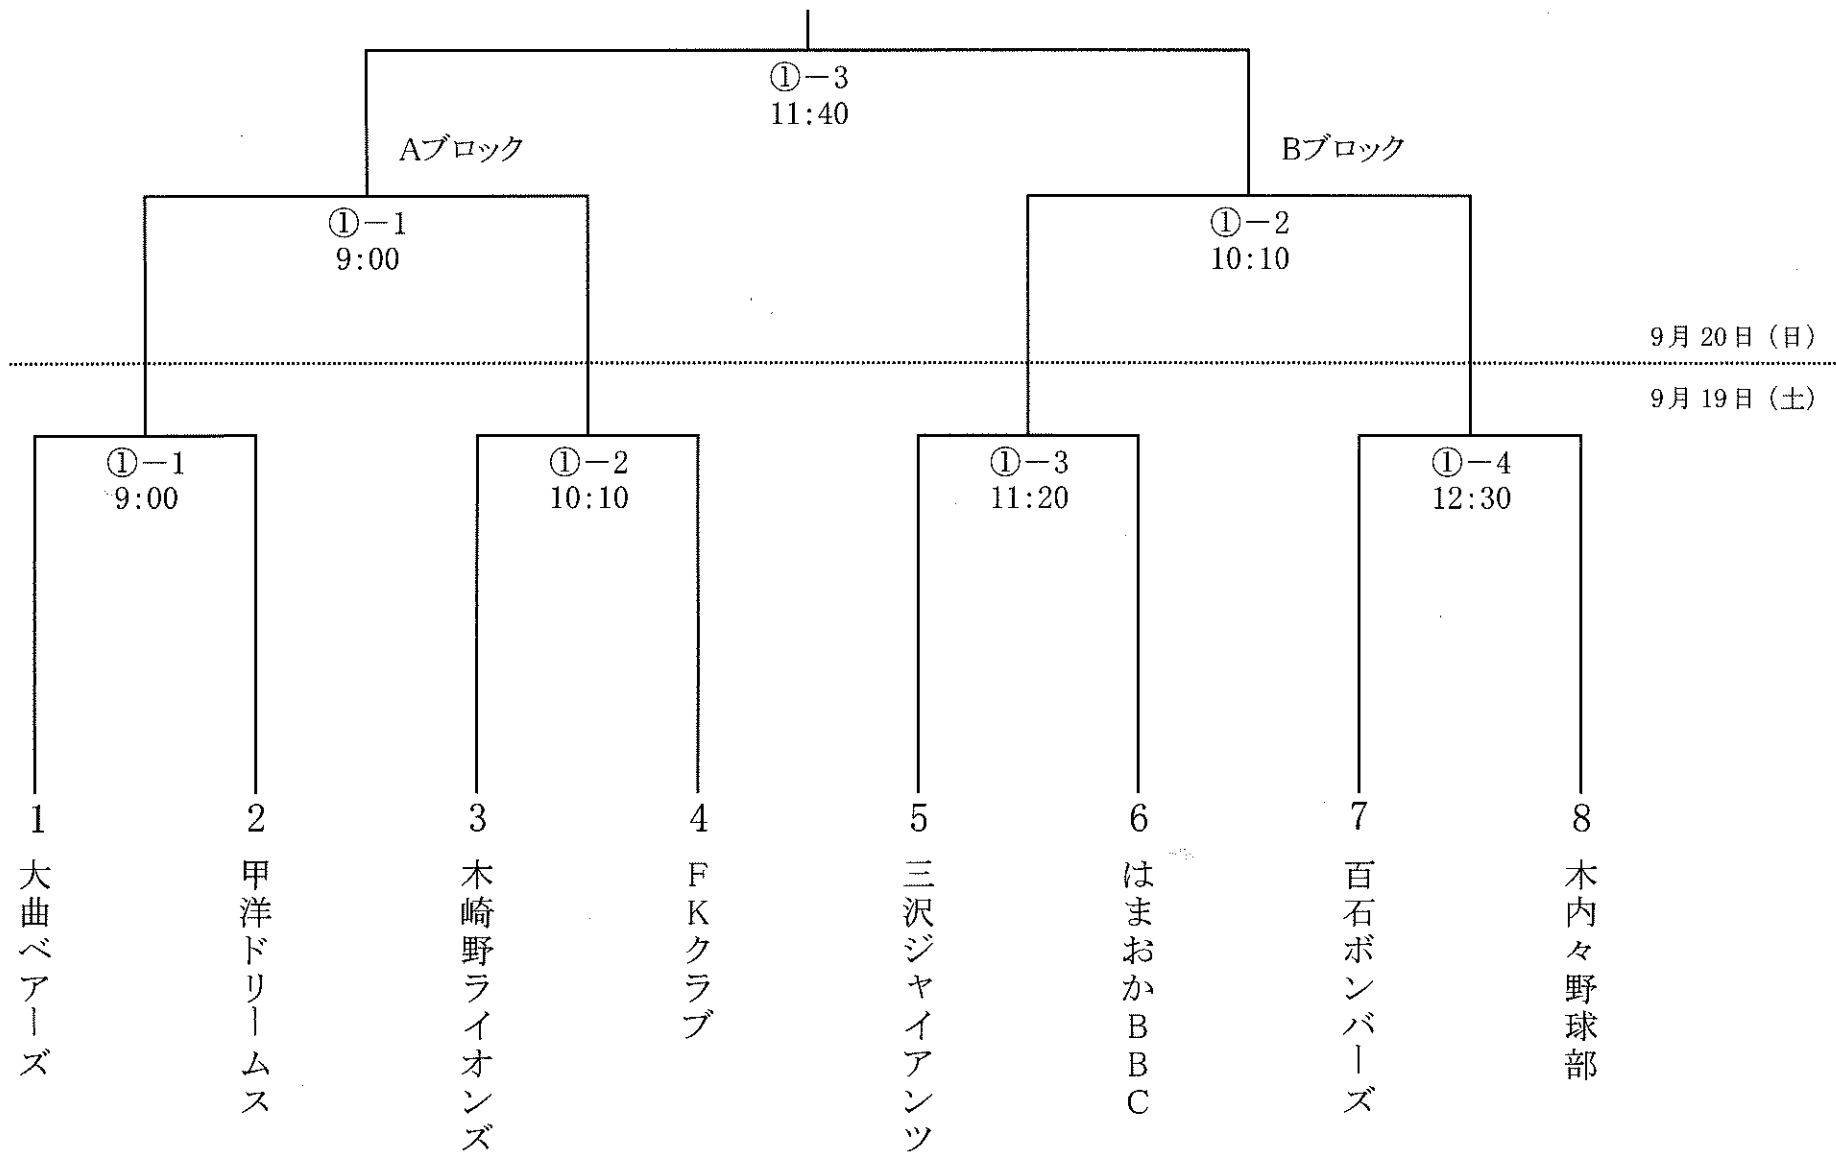 ①－3
11:40
Aブロック
Bブロック
①－1
9:00
①－2
10:10
9月20日（日）
9月19日（土）
①－1
9:00
①－2
10:10
①－3
11:20
①－4
12:30
1
大曲ベアーズ
2
甲洋ドリームス
3
木崎野ライオンズ
4
FKクラブ
5
三沢ジャイアンツ
6
はまおかBBC
7
百石ボンバーズ
8
木内々野球部